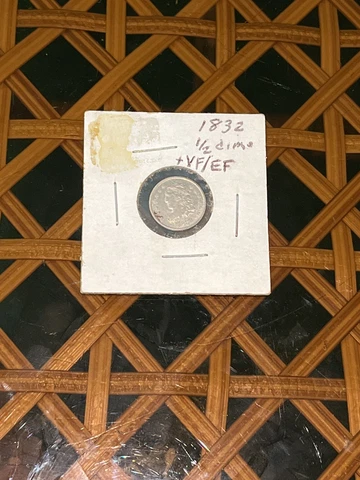 1832
1/2 dime
+VF/EF